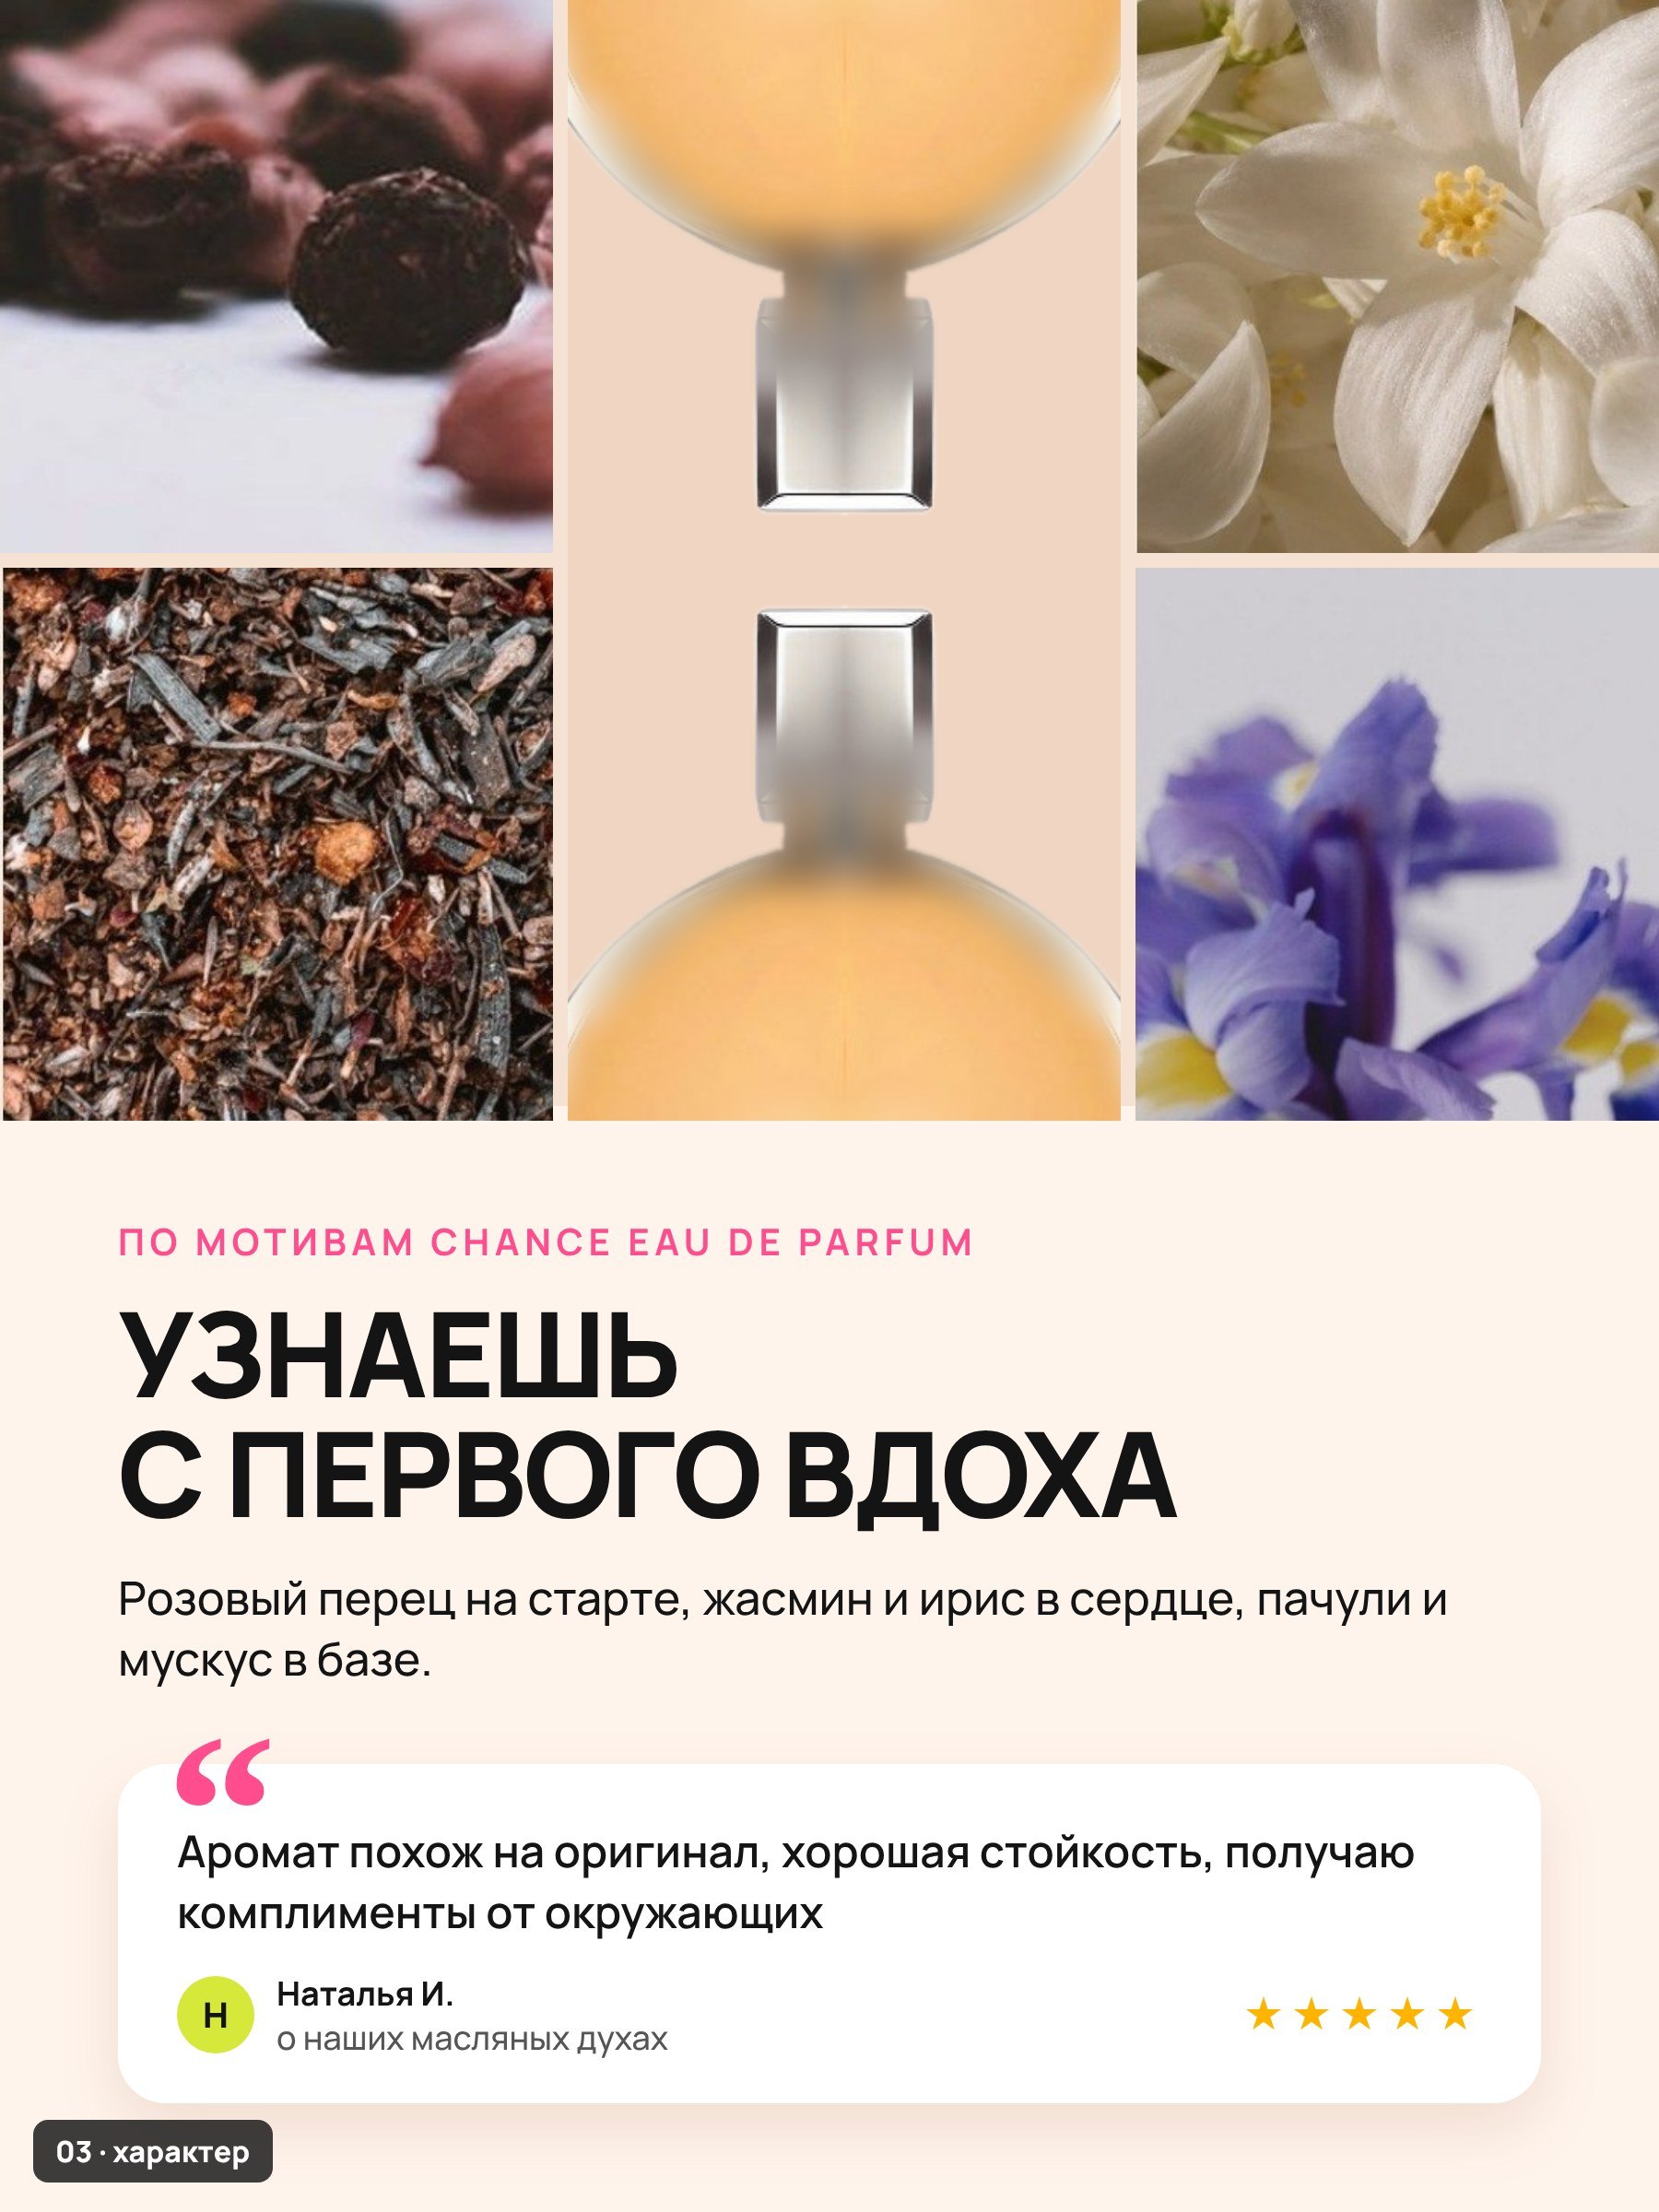 ПО МОТИВАМ CHANCE EAU DE PARFUM
УЗНАЕШЬ
С ПЕРВОГО ВДОХА
Розовый перец на старте, жасмин и ирис в сердце, пачули и
мускус в базе.
“
Аромат похож на оригинал, хорошая стойкость, получаю
комплименты от окружающих
Н
Наталья И.
о наших масляных духах
★★★★★
03 · характер